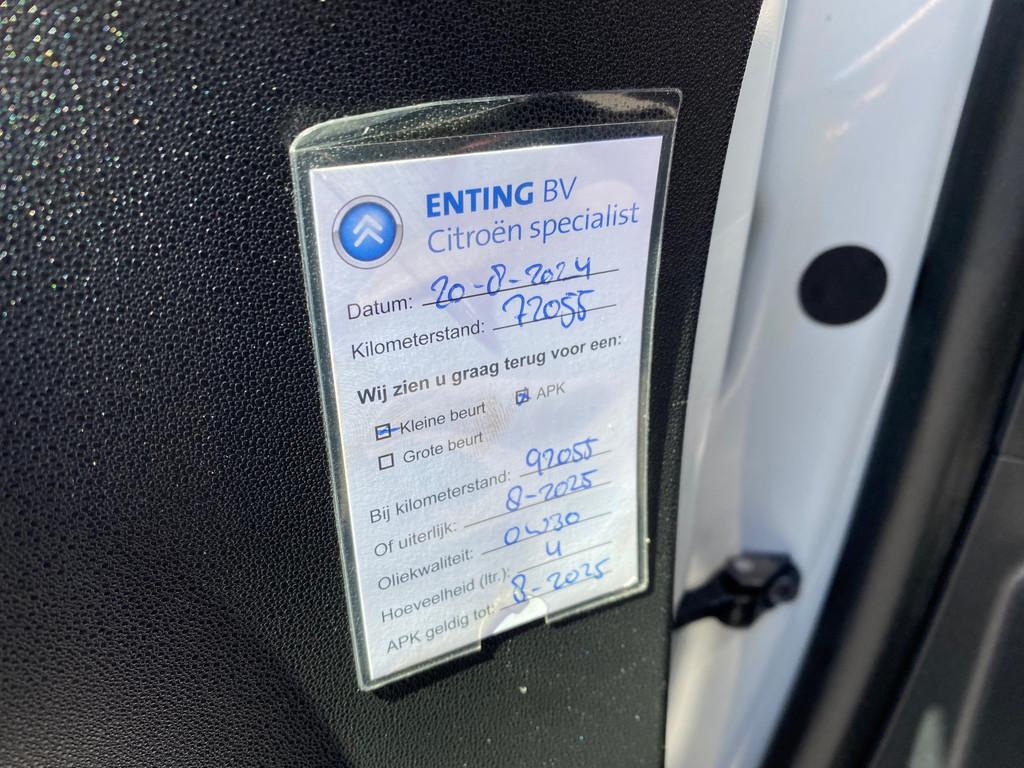 ENTING BV
Citroën specialist
Datum: 20-8-2024
Kilometerstand: 72055
Wij zien u graag terug voor een:
Kleine beurt APK
Grote beurt
Bij kilometerstand: 92055
Of uiterlijk: 8-2025
Oliekwaliteit: 0W30
Hoeveelheid (ltr.): 4
APK geldig tot: 8-2025